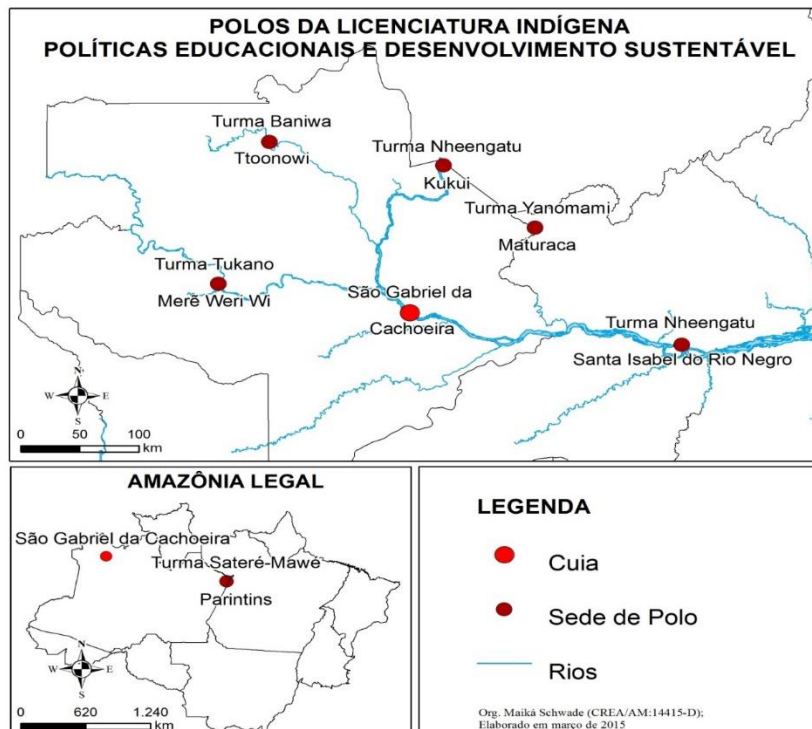 POLOS DA LICENCIATURA INDÍGENA
POLÍTICAS EDUCACIONAIS E DESENVOLVIMENTO SUSTENTÁVEL
Turma Baniwa
Ttoonowi
Turma Nheengatu
Kukui
Turma Yanomami
Maturaca
Turma Tukano
Merẽ Weri Wi
São Gabriel da
Cachoeira
Turma Nheengatu
Santa Isabel do Rio Negro
N
W E
S
0 50 100
km
AMAZÔNIA LEGAL
São Gabriel da Cachoeira
Turma Sateré-Mawé
Parintins
N
W E
S
0 620 1.240
km
LEGENDA
Cuia
Sede de Polo
Rios
Org. Maiká Schwade (CREA/AM:14415-D);
Elaborado em março de 2015